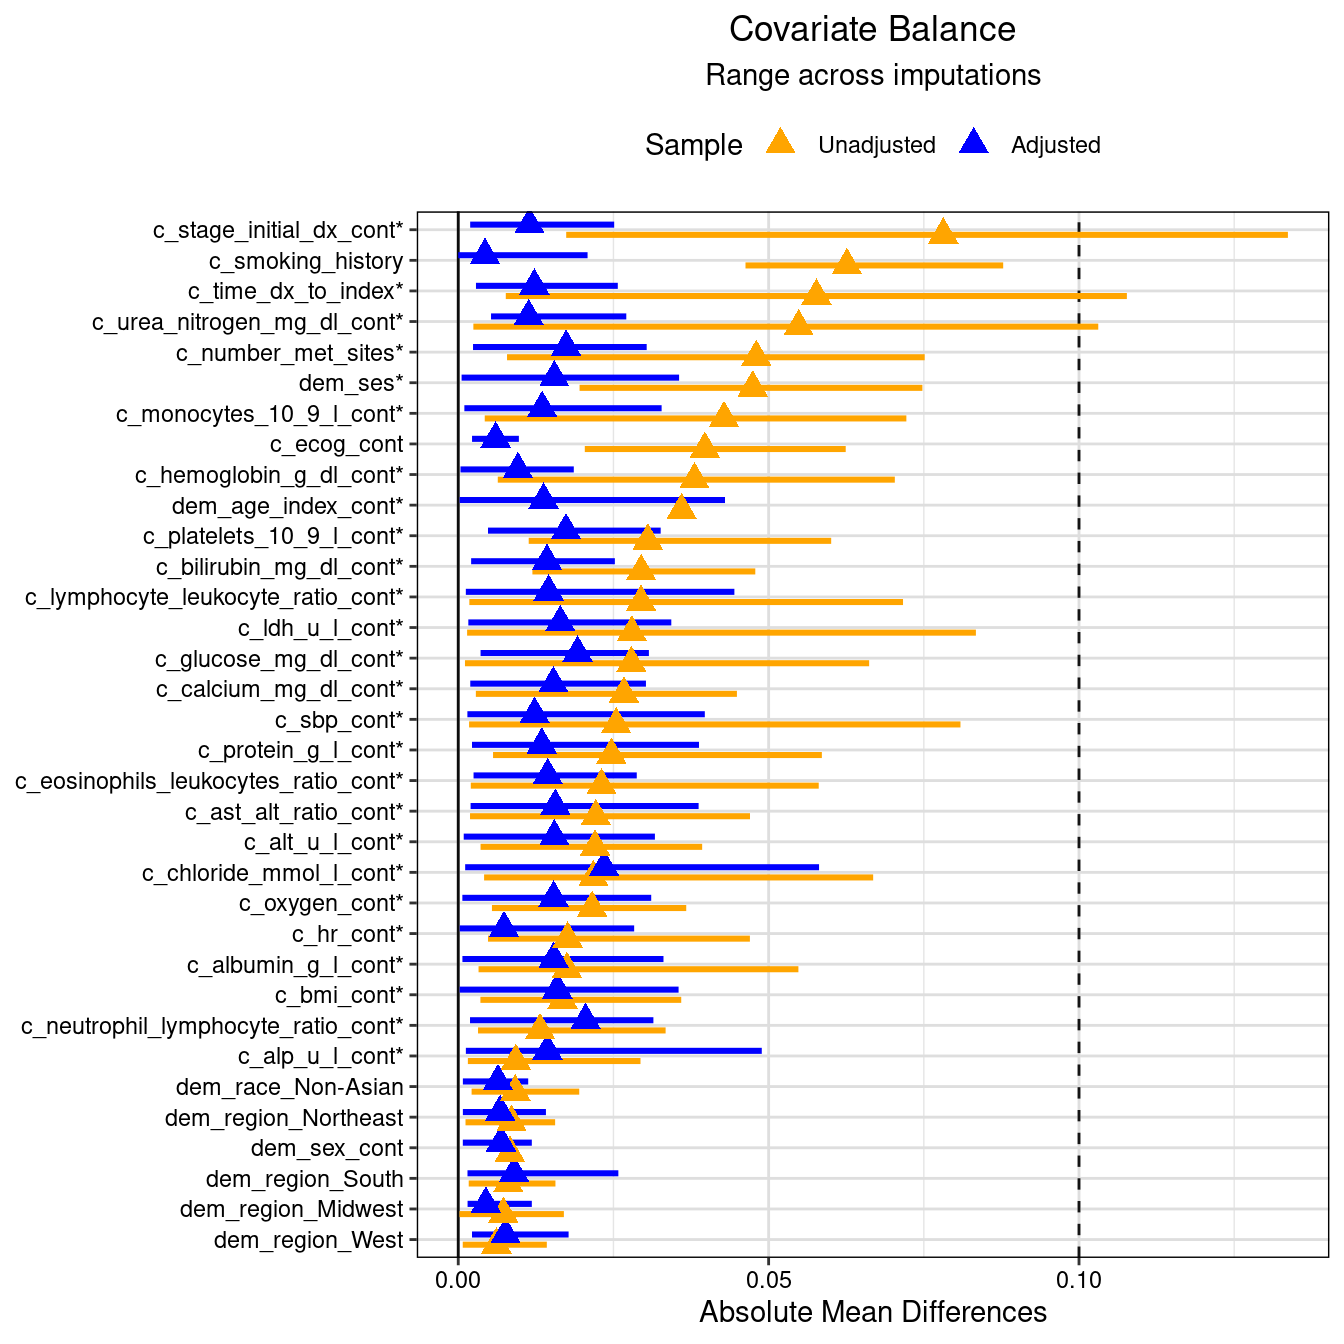 Covariate Balance
Range across imputations
Sample Unadjusted Adjusted
c_stage_initial_dx_cont*
c_smoking_history
c_time_dx_to_index*
c_urea_nitrogen_mg_dl_cont*
c_number_met_sites*
dem_ses*
c_monocytes_10_9_l_cont*
c_ecog_cont
c_hemoglobin_g_dl_cont*
dem_age_index_cont*
c_platelets_10_9_l_cont*
c_bilirubin_mg_dl_cont*
c_lymphocyte_leukocyte_ratio_cont*
c_ldh_u_l_cont*
c_glucose_mg_dl_cont*
c_calcium_mg_dl_cont*
c_sbp_cont*
c_protein_g_l_cont*
c_eosinophils_leukocytes_ratio_cont*
c_ast_alt_ratio_cont*
c_alt_u_l_cont*
c_chloride_mmol_l_cont*
c_oxygen_cont*
c_hr_cont*
c_albumin_g_l_cont*
c_bmi_cont*
c_neutrophil_lymphocyte_ratio_cont*
c_alp_u_l_cont*
dem_race_Non-Asian
dem_region_Northeast
dem_sex_cont
dem_region_South
dem_region_Midwest
dem_region_West
0.00 0.05 0.10
Absolute Mean Differences